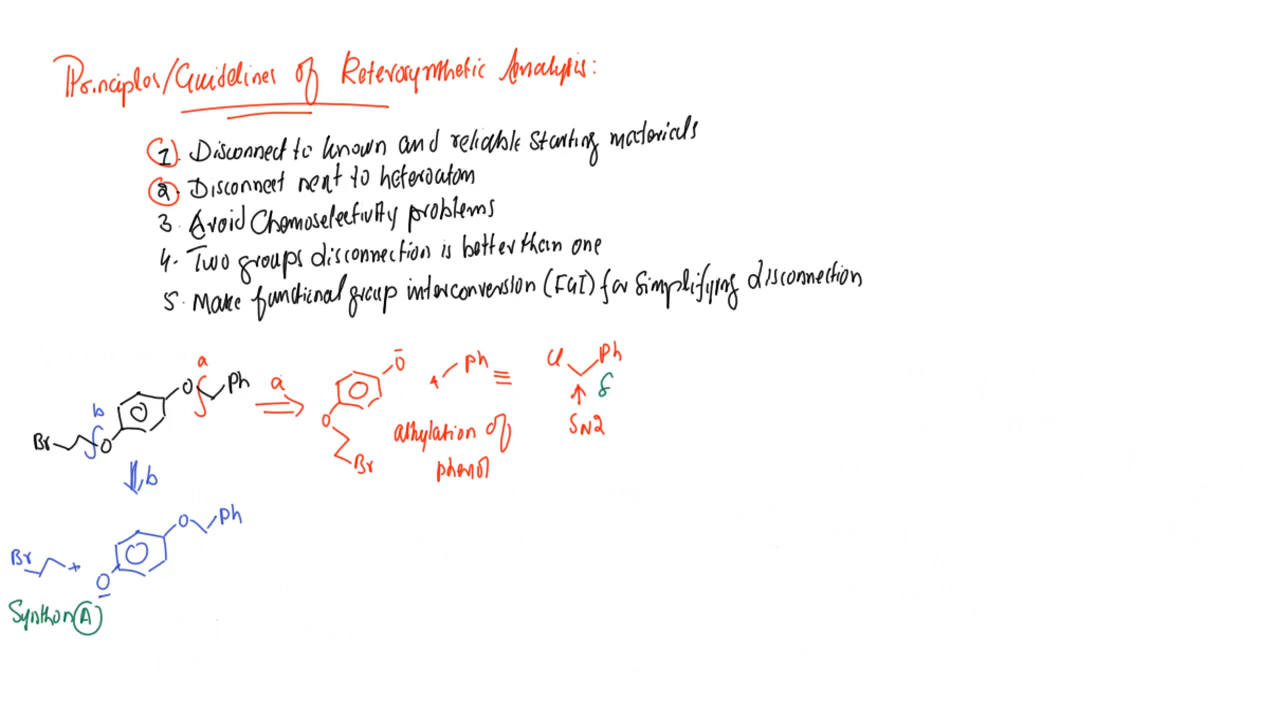 Principles/Guidelines of Reterosynthetic Analysis:
1. Disconnect to known and reliable starting materials
2. Disconnect next to heteroatom
3. Avoid Chemoselectivity problems
4. Two groups disconnection is better than one
5. Make functional group interconversion (FGI) for simplifying disconnection
a
O Ph
b
Br O
a
O⁻
O
Br
+ Ph ≡
Cl Ph
δ
↑
SN2
alkylation of
phenol
b
Br +
O Ph
O⁻
Synthon A